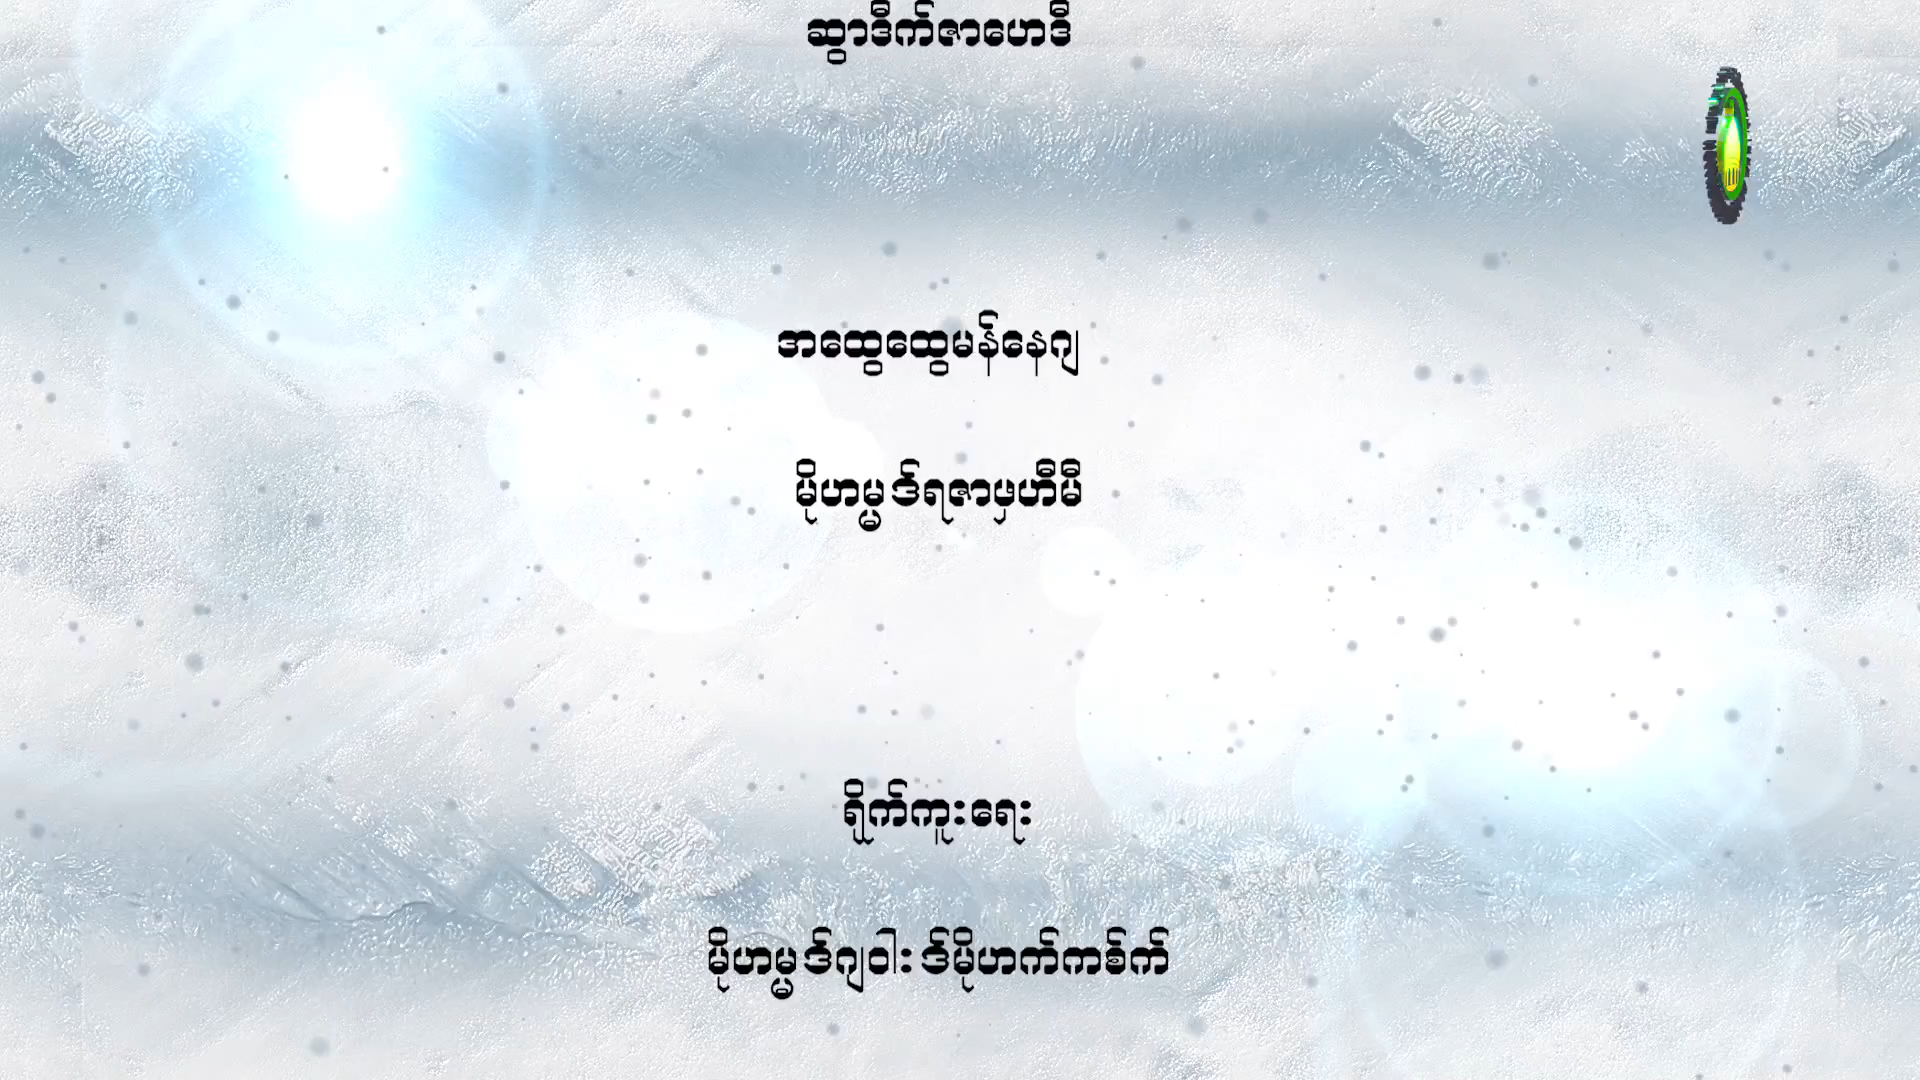 ဆွာဒိက်ဇာဟေဒီ
အထွေထွေမန်နေဂျ
မိုဟမ္မဒ်ရဇာဖှဟီမီ
ရိုက်ကူးရေး
မိုဟမ္မဒ်ဂျဝါးဒ်မိုဟက်ကစ်က်